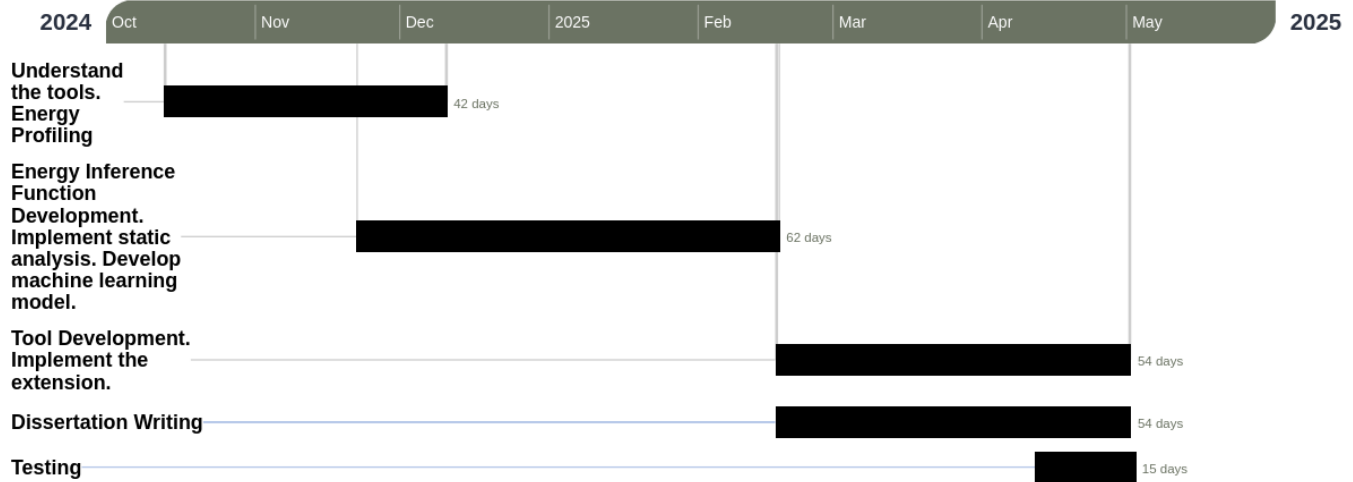 2024 Oct Nov Dec 2025 Feb Mar Apr May 2025
Understand
the tools.
Energy
Profiling
42 days
Energy Inference
Function
Development.
Implement static
analysis. Develop
machine learning
model.
62 days
Tool Development.
Implement the
extension.
54 days
Dissertation Writing
54 days
Testing
15 days